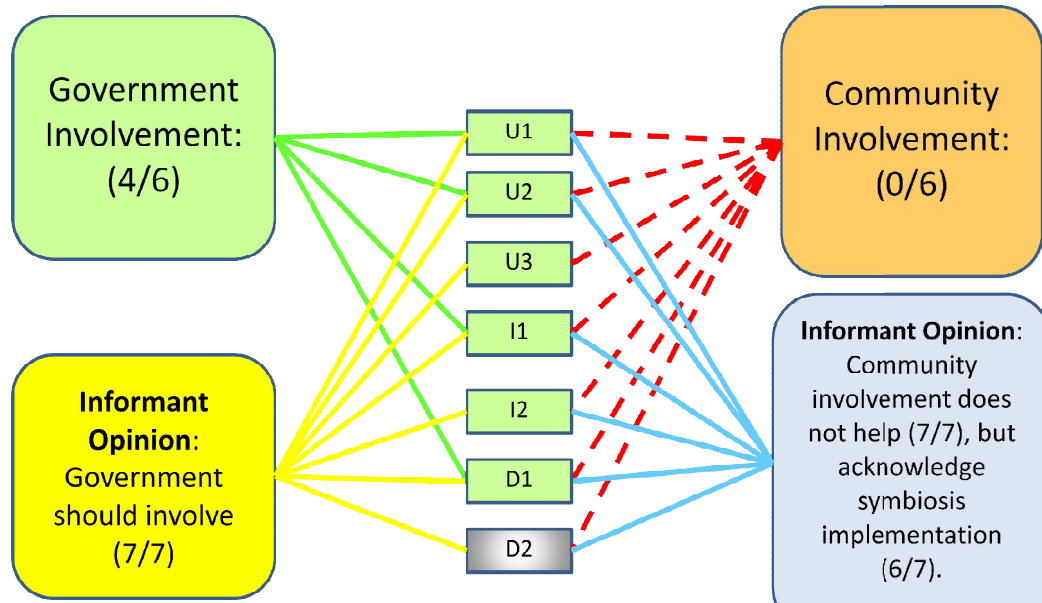 Government
Involvement:
(4/6)
Informant
Opinion:
Government
should involve
(7/7)
U1
U2
U3
I1
I2
D1
D2
Community
Involvement:
(0/6)
Informant Opinion:
Community
involvement does
not help (7/7), but
acknowledge
symbiosis
implementation
(6/7).